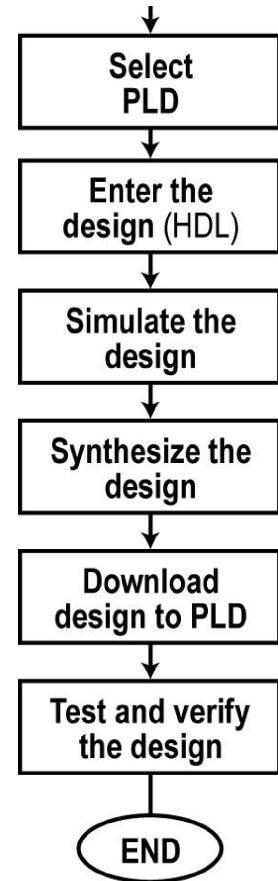 Select
PLD
Enter the
design (HDL)
Simulate the
design
Synthesize the
design
Download
design to PLD
Test and verify
the design
END